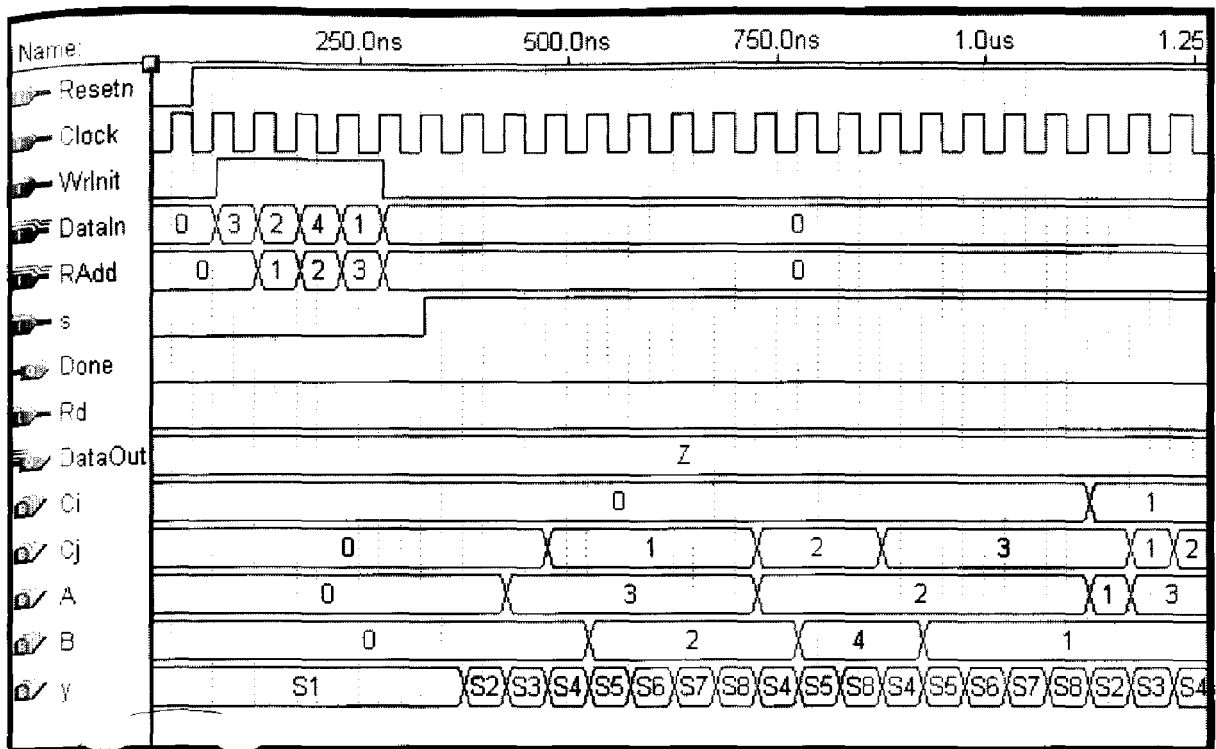 Name: 250.0ns 500.0ns 750.0ns 1.0us 1.25
Resetn
Clock
WrInit
DataIn 0 3 2 4 1 0
RAdd 0 1 2 3 0
s
Done
Rd
DataOut Z
Ci 0 1
Cj 0 1 2 3 1 2
A 0 3 2 1 3
B 0 2 4 1
y S1 S2 S3 S4 S5 S6 S7 S8 S4 S5 S8 S4 S5 S6 S7 S8 S2 S3 S4